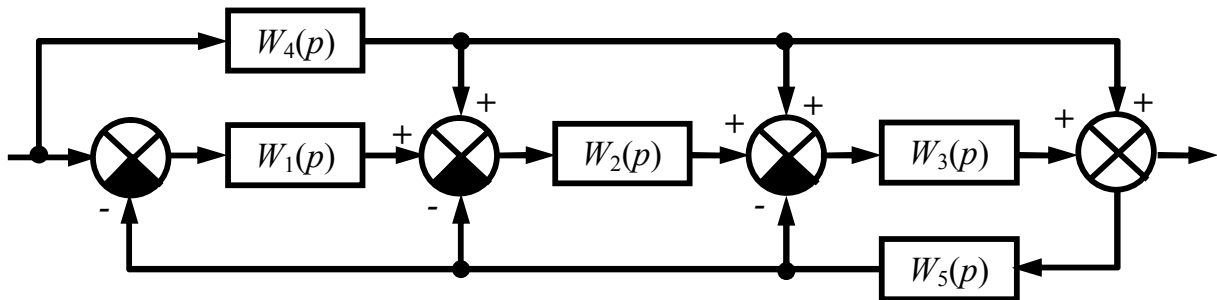 W4(p)
+ + +
W1(p) + W2(p) + W3(p) +
- - -
W5(p)